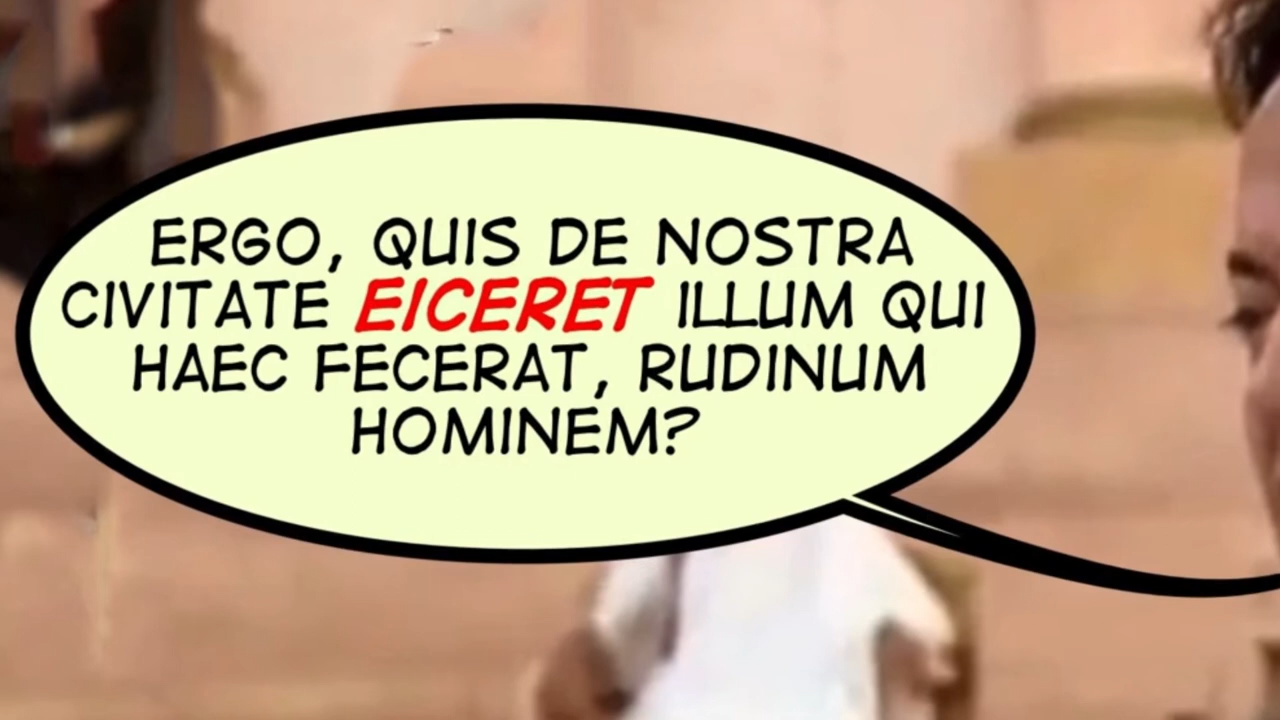 ERGO, QUIS DE NOSTRA
CIVITATE EICERET ILLUM QUI
HAEC FECERAT, RUDINUM
HOMINEM?